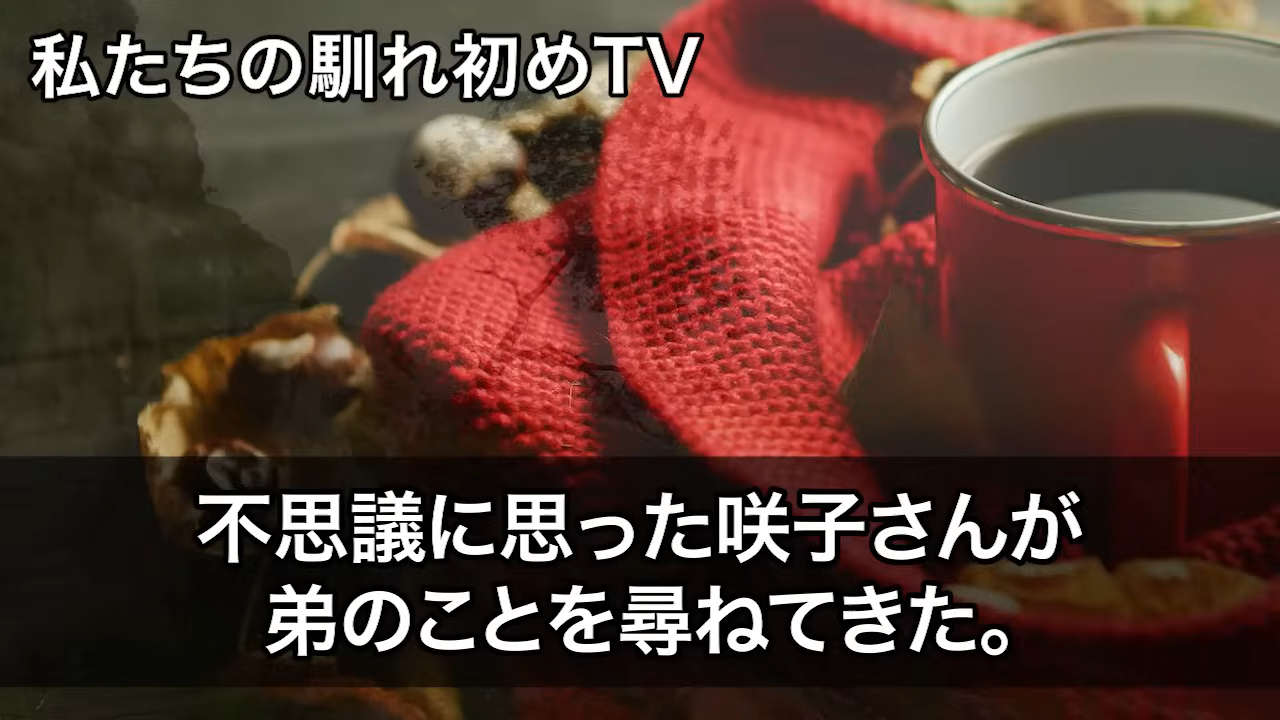 私たちの馴れ初めTV
不思議に思った咲子さんが
弟のことを尋ねてきた。